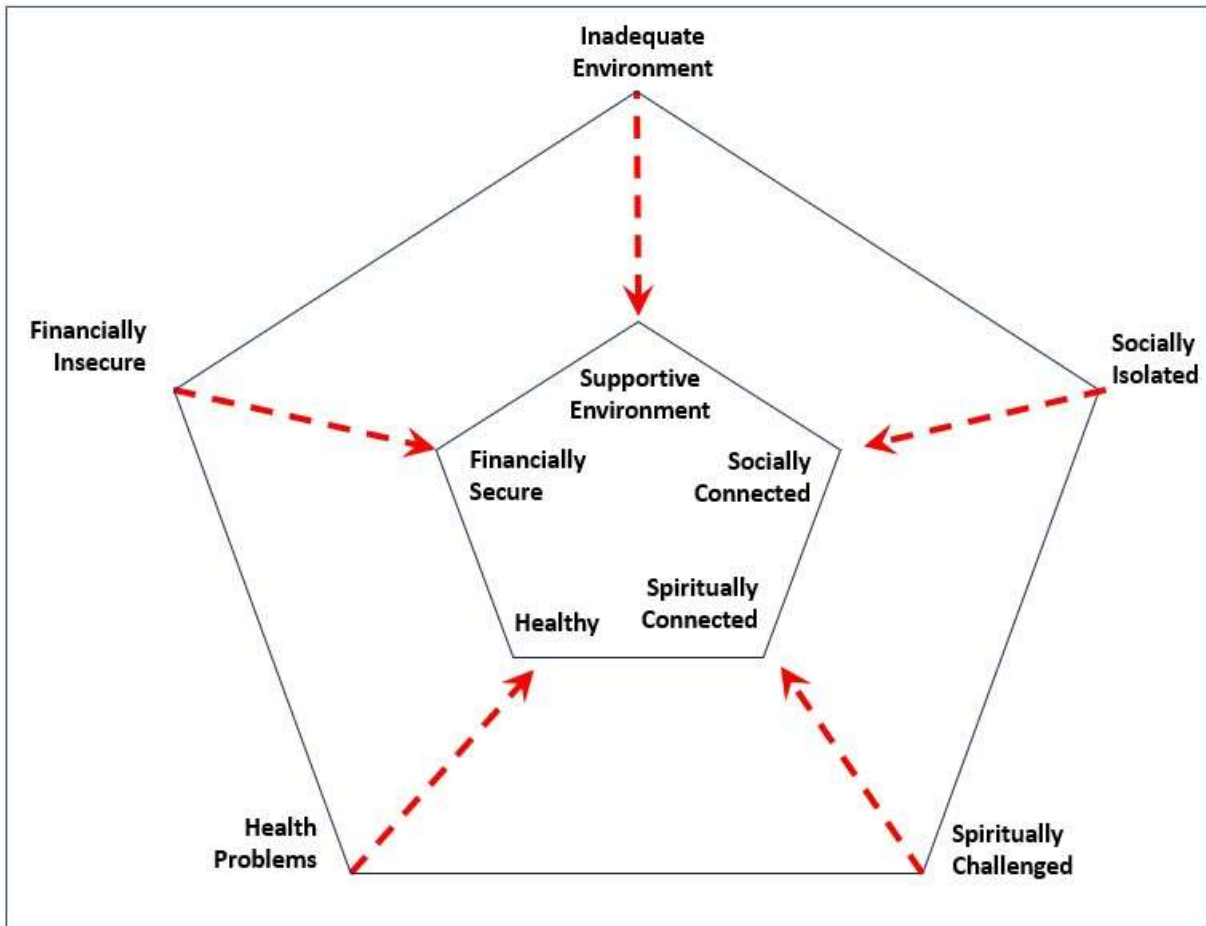 Inadequate
Environment
Financially
Insecure
Socially
Isolated
Supportive
Environment
Financially
Secure
Socially
Connected
Healthy
Spiritually
Connected
Health
Problems
Spiritually
Challenged